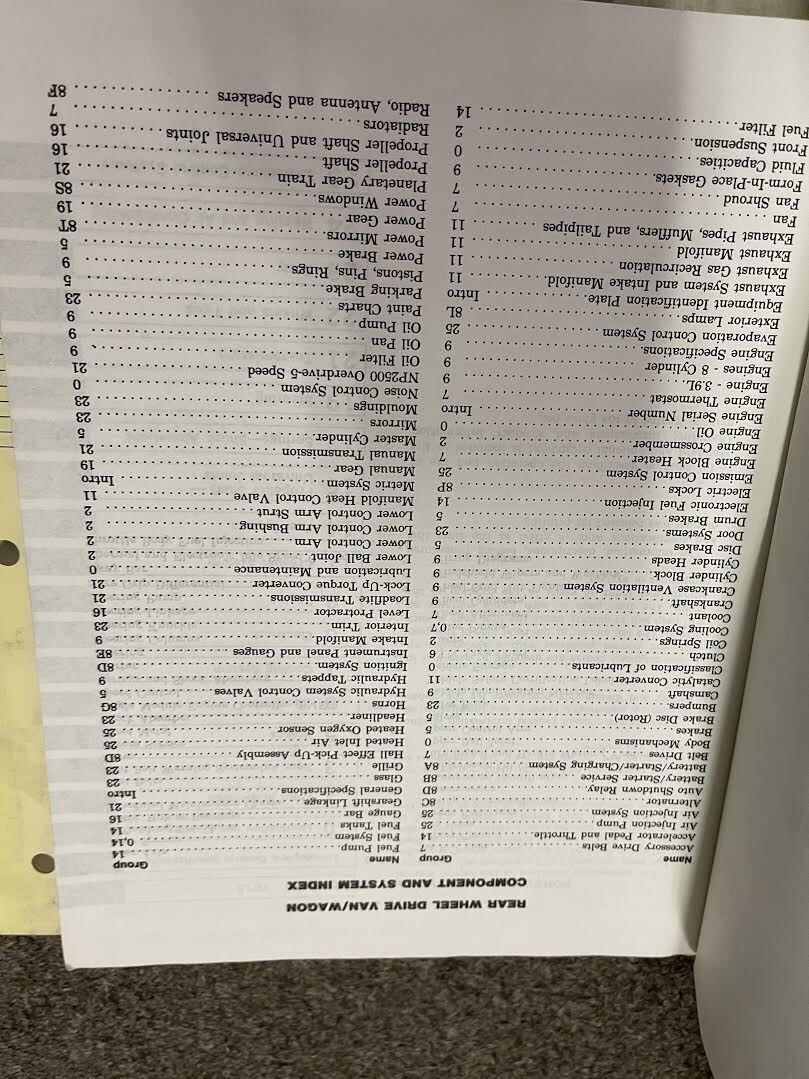 REAR WHEEL DRIVE VAN/WAGON
COMPONENT AND SYSTEM INDEX
Name Group
Accessory Drive Belts . . . . 7
Accelerator Pedal and Throttle. . . . 14
Air Injection Pump . . . . 25
Air Injection System . . . . 25
Alternator . . . . 8C
Auto Shutdown Relay. . . . 8D
Battery/Starter Service . . . . 8B
Battery/Starter/Charging System . . . . 8A
Belt Drives . . . . 7
Body Mechanisms . . . . 0
Brakes . . . . 5
Brake Disc (Rotor). . . . 5
Bumpers. . . . 23
Camshaft . . . . 9
Catalytic Converter. . . . 11
Classification of Lubricants. . . . 0
Clutch . . . . 6
Coil Springs . . . . 2
Cooling System . . . . 0,7
Coolant . . . . 7
Crankshaft. . . . 9
Crankcase Ventilation System . . . . 9
Cylinder Block. . . . 9
Cylinder Heads . . . . 9
Disc Brakes . . . . 5
Door Systems. . . . 23
Drum Brakes. . . . 5
Electronic Fuel Injection . . . . 14
Electric Locks . . . . 8P
Emission Control System . . . . 25
Engine Block Heater. . . . 7
Engine Crossmember. . . . 2
Engine Oil. . . . 0
Engine Serial Number . . . . Intro
Engine Thermostat . . . . 7
Engine - 3.9L. . . . 9
Engines - 8 Cylinder . . . . 9
Engine Specifications. . . . 9
Evaporation Control System . . . . 25
Exterior Lamps. . . . 8L
Equipment Identification Plate. . . . Intro
Exhaust System and Intake Manifold. . . . 11
Exhaust Gas Recirculation . . . . 11
Exhaust Manifold . . . . 11
Exhaust Pipes, Mufflers, and Tailpipes . . . . 11
Fan . . . . 7
Fan Shroud . . . . 7
Form-In-Place Gaskets. . . . 9
Fluid Capacities. . . . 0
Front Suspension. . . . 2
Fuel Filter. . . . 14
Name Group
Fuel Pump . . . . 14
Fuel System . . . . 0,14
Fuel Tanks . . . . 14
Gauge Bar . . . . 16
Gearshift Linkage . . . . 21
General Specifications. . . . Intro
Glass . . . . 23
Grille . . . . 23
Hall Effect Pick-Up Assembly . . . . 8D
Heated Inlet Air . . . . 25
Heated Oxygen Sensor . . . . 25
Headliner . . . . 23
Horns . . . . 8G
Hydraulic System Control Valves . . . . 5
Hydraulic Tappets . . . . 9
Ignition System. . . . 8D
Instrument Panel and Gauges . . . . 8E
Intake Manifold. . . . 9
Interior Trim. . . . 23
Level Protractor . . . . 16
Loadflite Transmissions. . . . 21
Lock-Up Torque Converter . . . . 21
Lubrication and Maintenance. . . . 0
Lower Ball Joint . . . . 2
Lower Control Arm . . . . 2
Lower Control Arm Bushing. . . . 2
Lower Control Arm Strut . . . . 2
Manifold Heat Control Valve . . . . 11
Metric System . . . . Intro
Manual Gear. . . . 19
Manual Transmission . . . . 21
Master Cylinder. . . . 5
Mirrors . . . . 23
Mouldings . . . . 23
Noise Control System . . . . 0
NP2500 Overdrive-5-Speed . . . . 21
Oil Filter . . . . 9
Oil Pan . . . . 9
Oil Pump. . . . 9
Paint Charts . . . . 23
Parking Brake. . . . 5
Pistons, Pins, Rings. . . . 9
Power Brake . . . . 5
Power Mirrors. . . . 8T
Power Gear . . . . 19
Power Windows. . . . 8S
Planetary Gear Train . . . . 21
Propeller Shaft . . . . 16
Propeller Shaft and Universal Joints . . . . 16
Radiators . . . . 7
Radio, Antenna and Speakers . . . . 8F